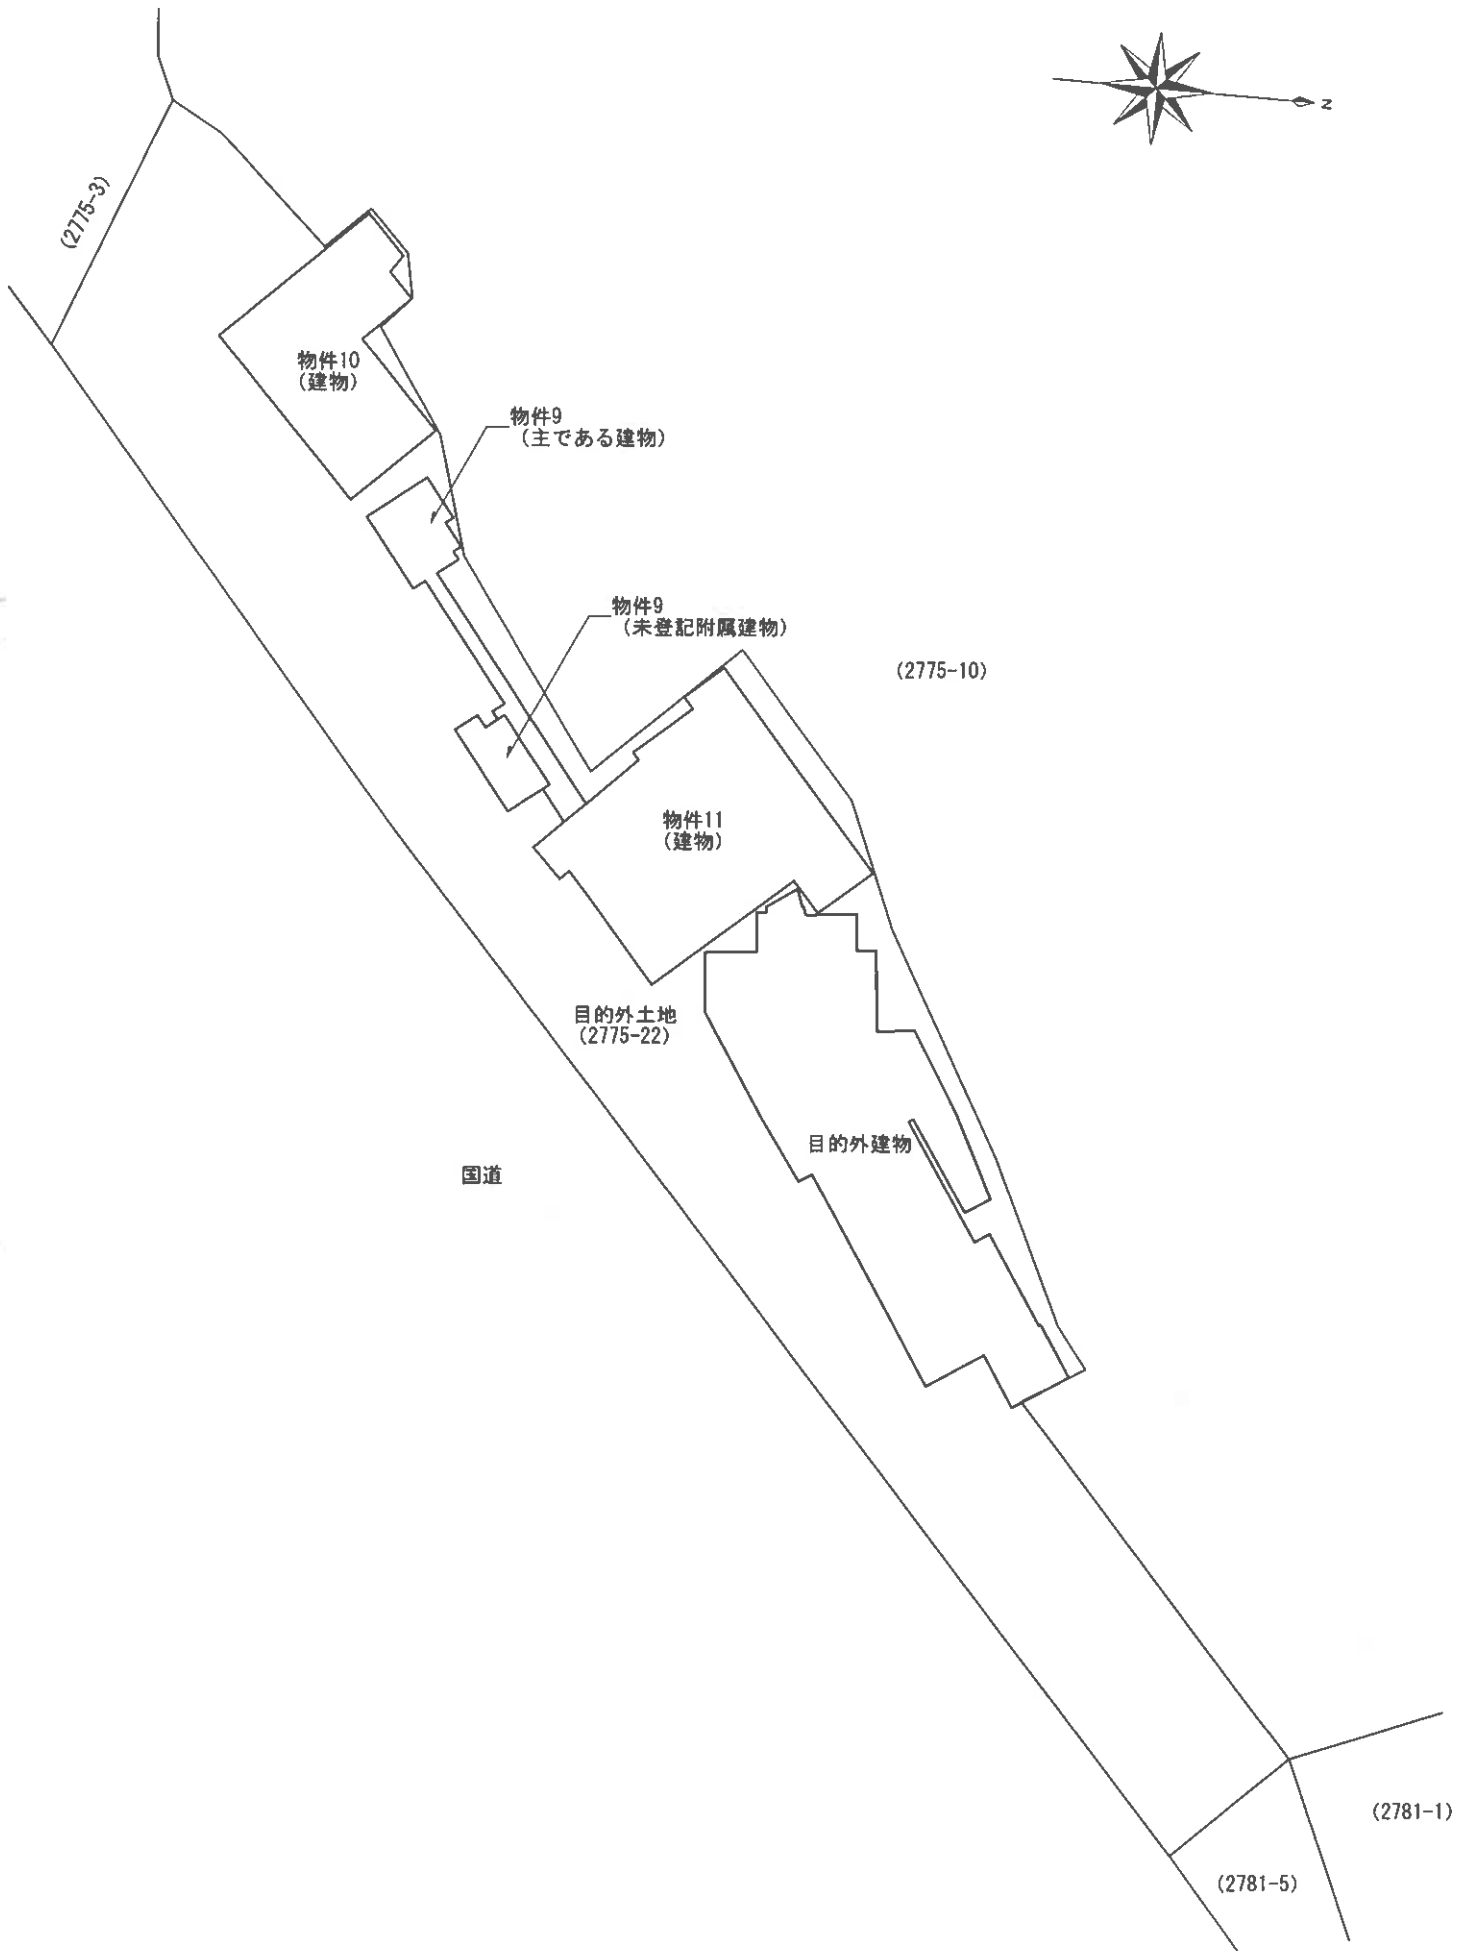 N
(2775-3)
物件10
(建物)
物件9
(主である建物)
物件9
(未登記附属建物)
(2775-10)
物件11
(建物)
目的外土地
(2775-22)
目的外建物
国道
(2781-1)
(2781-5)